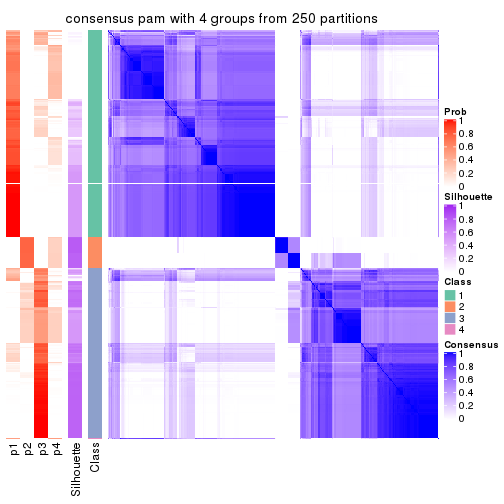 consensus pam with 4 groups from 250 partitions
Prob
1
0.8
0.6
0.4
0.2
0
Silhouette
1
0.8
0.6
0.4
0.2
0
Class
1
2
3
4
Consensus
1
0.8
0.6
0.4
0.2
0
p1
p2
p3
p4
Silhouette
Class